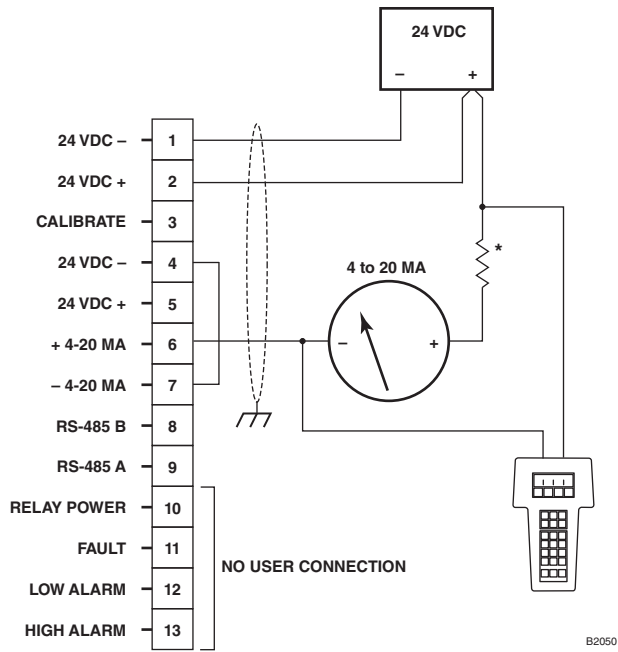 24 VDC
– +
24 VDC – 1
24 VDC + 2
CALIBRATE 3
24 VDC – 4
24 VDC + 5
+ 4-20 MA 6
– 4-20 MA 7
RS-485 B 8
RS-485 A 9
RELAY POWER 10
FAULT 11
LOW ALARM 12
HIGH ALARM 13
*
4 to 20 MA
– +
NO USER CONNECTION
B2050